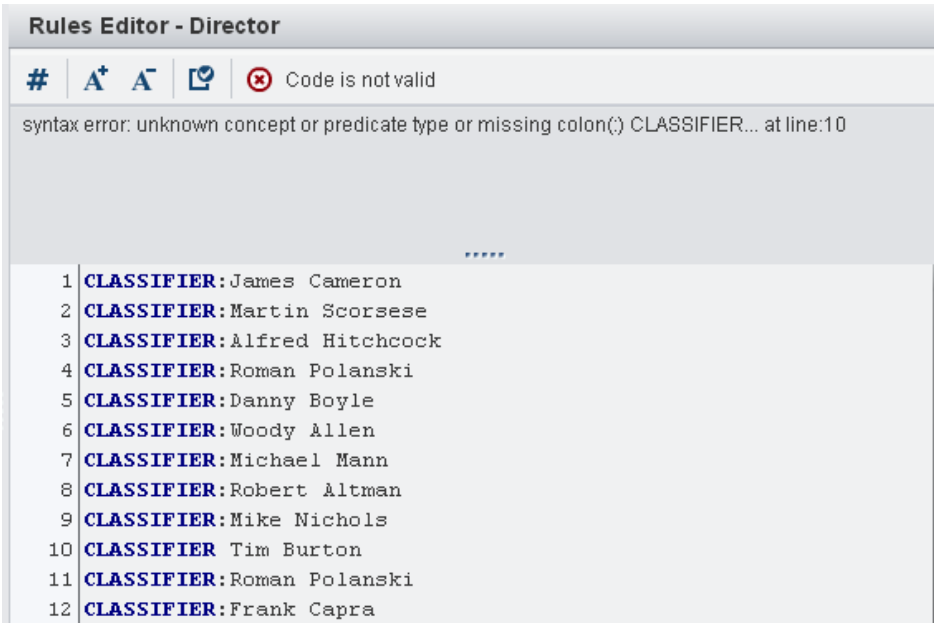 Rules Editor - Director
# A+ A- Code is not valid
syntax error: unknown concept or predicate type or missing colon(:) CLASSIFIER... at line:10
1 CLASSIFIER:James Cameron
2 CLASSIFIER:Martin Scorsese
3 CLASSIFIER:Alfred Hitchcock
4 CLASSIFIER:Roman Polanski
5 CLASSIFIER:Danny Boyle
6 CLASSIFIER:Woody Allen
7 CLASSIFIER:Michael Mann
8 CLASSIFIER:Robert Altman
9 CLASSIFIER:Mike Nichols
10 CLASSIFIER Tim Burton
11 CLASSIFIER:Roman Polanski
12 CLASSIFIER:Frank Capra